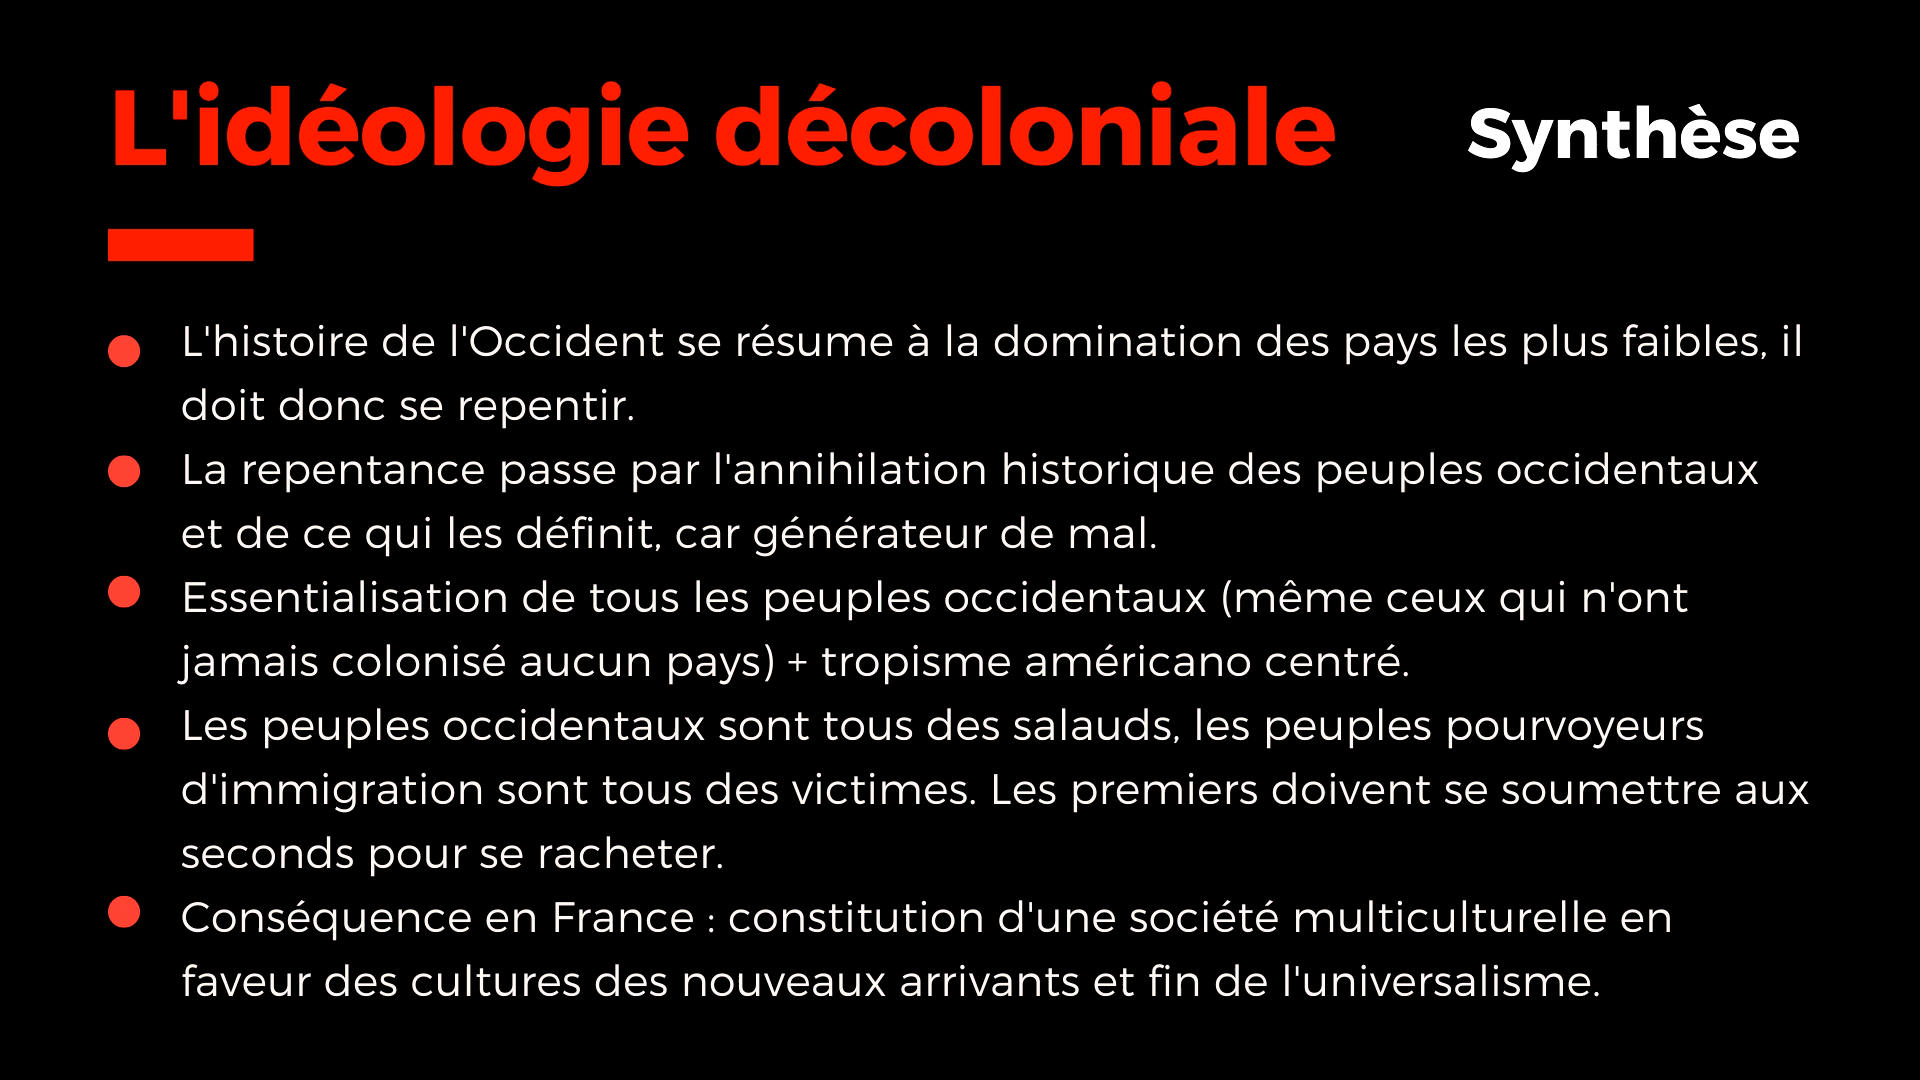 L'idéologie décoloniale
Synthèse
L'histoire de l'Occident se résume à la domination des pays les plus faibles, il
doit donc se repentir.
La repentance passe par l'annihilation historique des peuples occidentaux
et de ce qui les définit, car générateur de mal.
Essentialisation de tous les peuples occidentaux (même ceux qui n'ont
jamais colonisé aucun pays) + tropisme américano centré.
Les peuples occidentaux sont tous des salauds, les peuples pourvoyeurs
d'immigration sont tous des victimes. Les premiers doivent se soumettre aux
seconds pour se racheter.
Conséquence en France : constitution d'une société multiculturelle en
faveur des cultures des nouveaux arrivants et fin de l'universalisme.